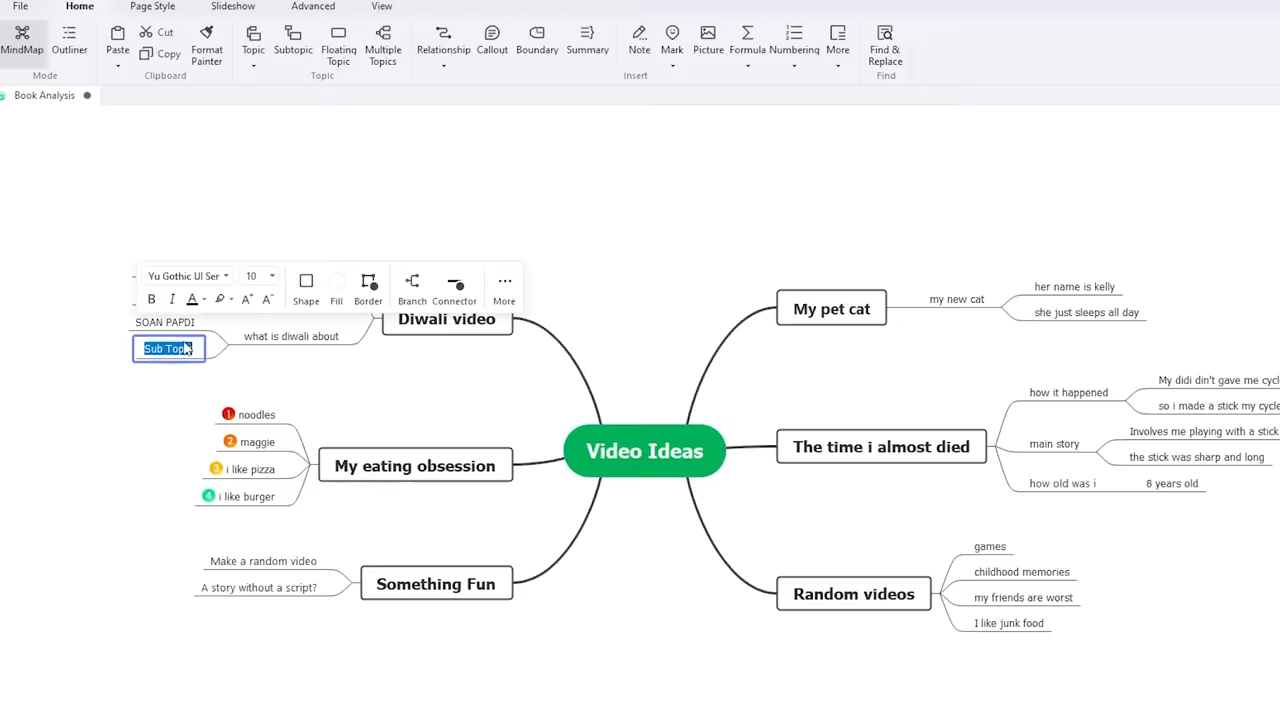 File Home Page Style Slideshow Advanced View
MindMap Outliner Paste Cut Copy Format Painter Topic Subtopic Floating Topic Multiple Topics Relationship Callout Boundary Summary Note Mark Picture Formula Numbering More Find & Replace
Mode Clipboard Topic Insert Find
Book Analysis
Yu Gothic UI Ser 10
B I A A+ A- Shape Fill Border Branch Connector More
Diwali video
what is diwali about
SOAN PAPDI
Sub Top
My eating obsession
1 noodles
2 maggie
3 i like pizza
4 i like burger
Something Fun
Make a random video
A story without a script?
Video Ideas
My pet cat
my new cat
her name is kelly
she just sleeps all day
The time i almost died
how it happened
My didi din't gave me cycl
so i made a stick my cycl
main story
Involves me playing with a stick
the stick was sharp and long
how old was i
8 years old
Random videos
games
childhood memories
my friends are worst
I like junk food